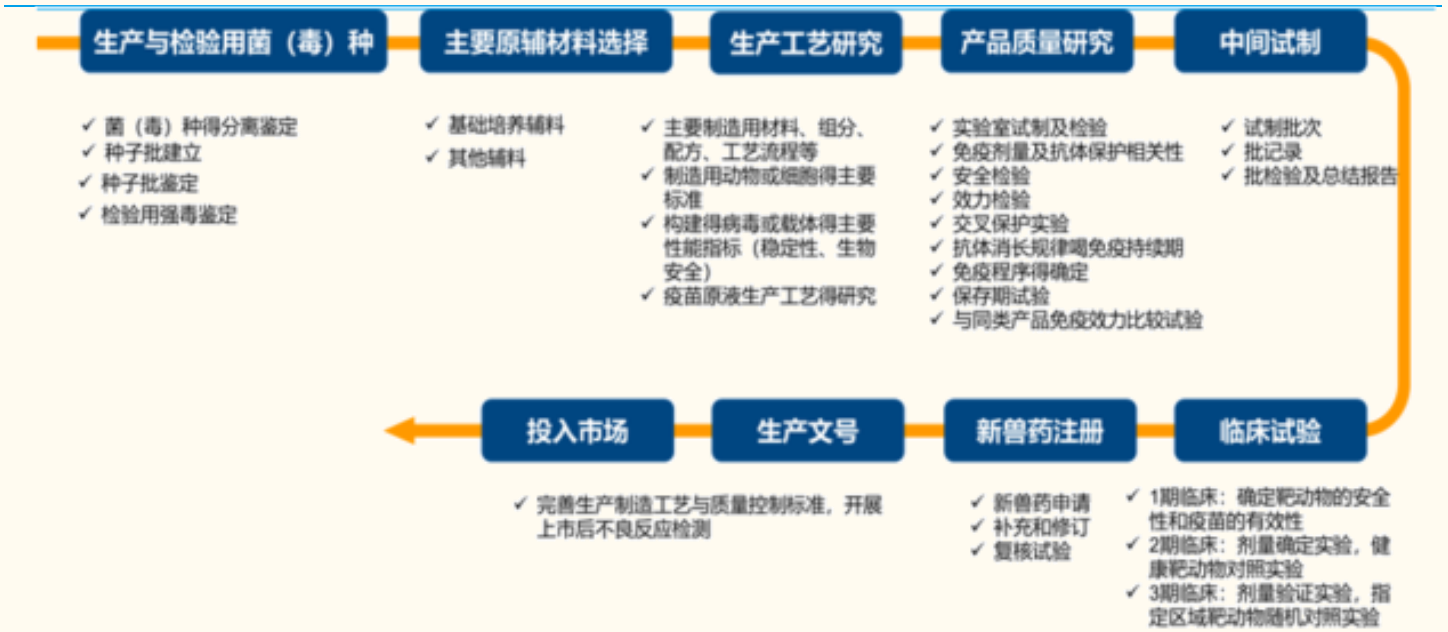 生产与检验用菌（毒）种
主要原辅材料选择
生产工艺研究
产品质量研究
中间试制
✓ 菌（毒）种得分离鉴定
✓ 种子批建立
✓ 种子批鉴定
✓ 检验用强毒鉴定
✓ 基础培养辅料
✓ 其他辅料
✓ 主要制造用材料、组分、
配方、工艺流程等
✓ 制造用动物或细胞得主要
标准
✓ 构建得病毒或载体得主要
性能指标（稳定性、生物
安全）
✓ 疫苗原液生产工艺得研究
✓ 实验室试制及检验
✓ 免疫剂量及抗体保护相关性
✓ 安全检验
✓ 效力检验
✓ 交叉保护实验
✓ 抗体消长规律喝免疫持续期
✓ 免疫程序得确定
✓ 保存期试验
✓ 与同类产品免疫效力比较试验
✓ 试制批次
✓ 批记录
✓ 批检验及总结报告
临床试验
新兽药注册
生产文号
投入市场
✓ 1期临床：确定靶动物的安全
性和疫苗的有效性
✓ 2期临床：剂量确定实验，健
康靶动物对照实验
✓ 3期临床：剂量验证实验，指
定区域靶动物随机对照实验
✓ 新兽药申请
✓ 补充和修订
✓ 复核试验
✓ 完善生产制造工艺与质量控制标准，开展
上市后不良反应检测